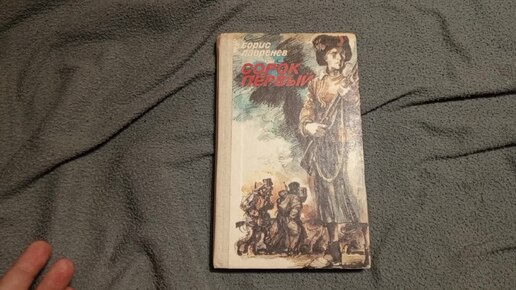 борис
лавренев
сорок
первый